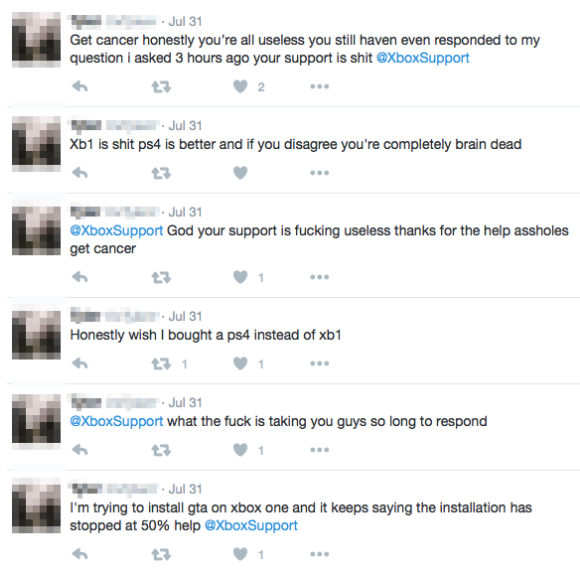 · Jul 31
Get cancer honestly you're all useless you still haven even responded to my
question i asked 3 hours ago your support is shit @XboxSupport
2
· Jul 31
Xb1 is shit ps4 is better and if you disagree you're completely brain dead
· Jul 31
@XboxSupport God your support is fucking useless thanks for the help assholes
get cancer
1
· Jul 31
Honestly wish I bought a ps4 instead of xb1
1 1
· Jul 31
@XboxSupport what the fuck is taking you guys so long to respond
1
· Jul 31
I'm trying to install gta on xbox one and it keeps saying the installation has
stopped at 50% help @XboxSupport
1